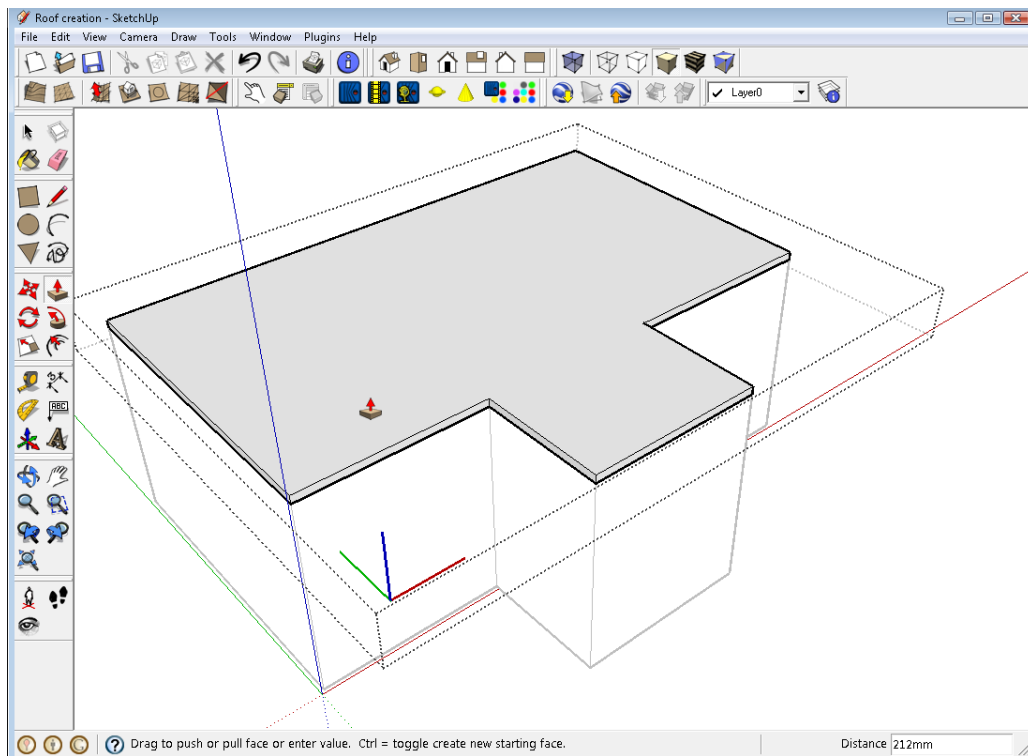 Roof creation - SketchUp
File Edit View Camera Draw Tools Window Plugins Help
Layer0
ABC
Drag to push or pull face or enter value. Ctrl = toggle create new starting face.
Distance 212mm